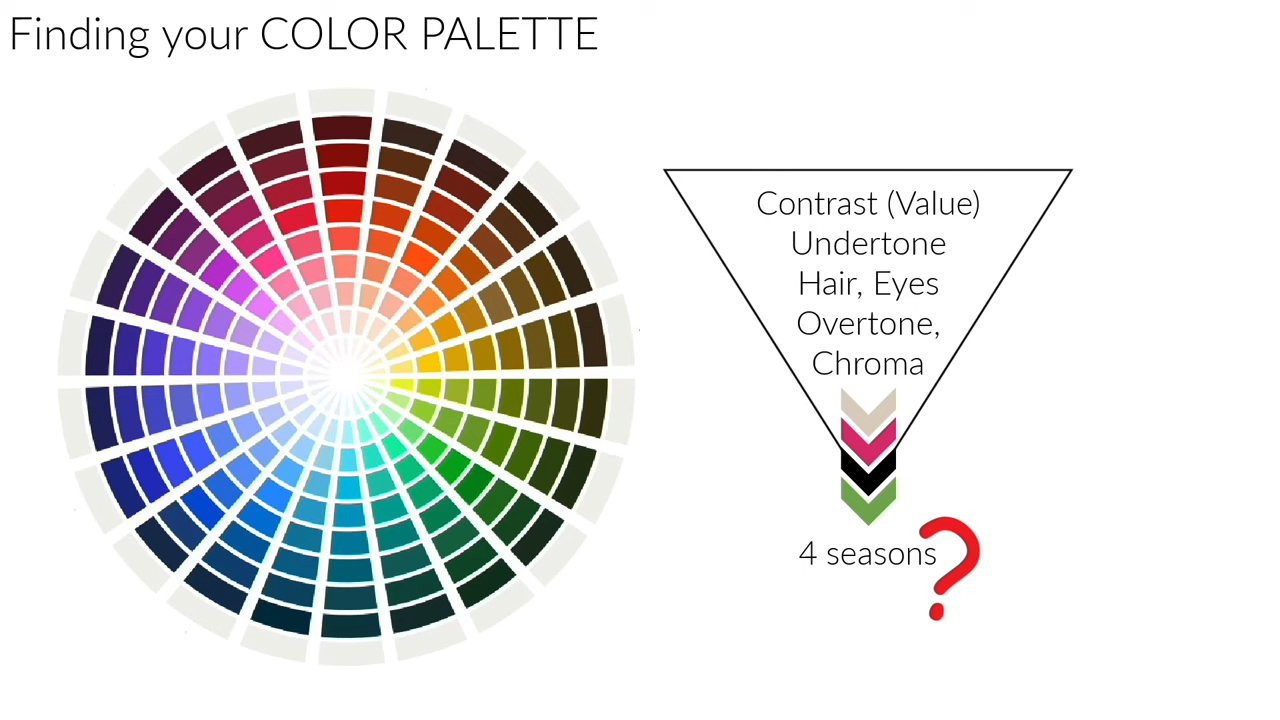 Finding your COLOR PALETTE
Contrast (Value)
Undertone
Hair, Eyes
Overtone,
Chroma
4 seasons?